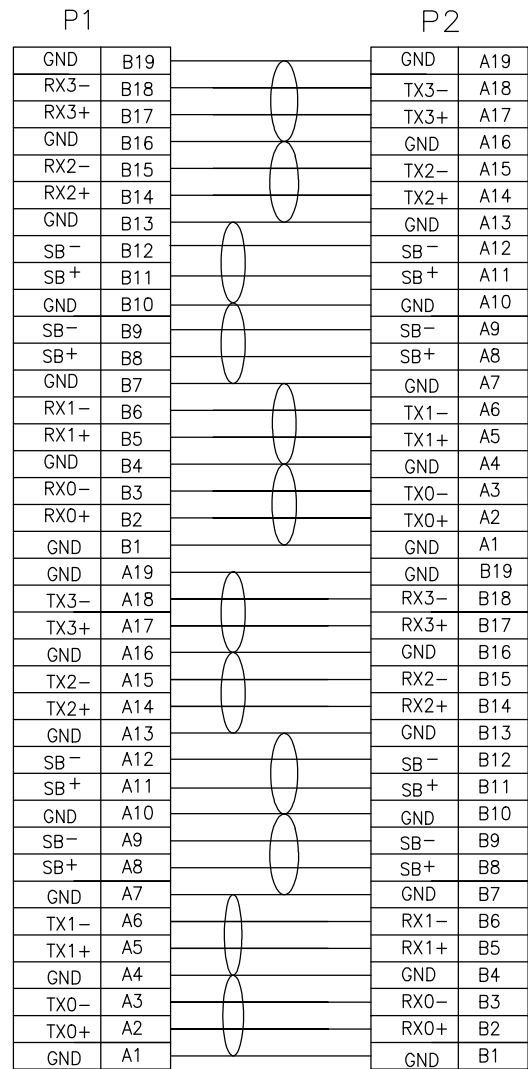 P1 P2
GND B19 GND A19
RX3- B18 TX3- A18
RX3+ B17 TX3+ A17
GND B16 GND A16
RX2- B15 TX2- A15
RX2+ B14 TX2+ A14
GND B13 GND A13
SB- B12 SB- A12
SB+ B11 SB+ A11
GND B10 GND A10
SB- B9 SB- A9
SB+ B8 SB+ A8
GND B7 GND A7
RX1- B6 TX1- A6
RX1+ B5 TX1+ A5
GND B4 GND A4
RX0- B3 TX0- A3
RX0+ B2 TX0+ A2
GND B1 GND A1
GND A19 GND B19
TX3- A18 RX3- B18
TX3+ A17 RX3+ B17
GND A16 GND B16
TX2- A15 RX2- B15
TX2+ A14 RX2+ B14
GND A13 GND B13
SB- A12 SB- B12
SB+ A11 SB+ B11
GND A10 GND B10
SB- A9 SB- B9
SB+ A8 SB+ B8
GND A7 GND B7
TX1- A6 RX1- B6
TX1+ A5 RX1+ B5
GND A4 GND B4
TX0- A3 RX0- B3
TX0+ A2 RX0+ B2
GND A1 GND B1